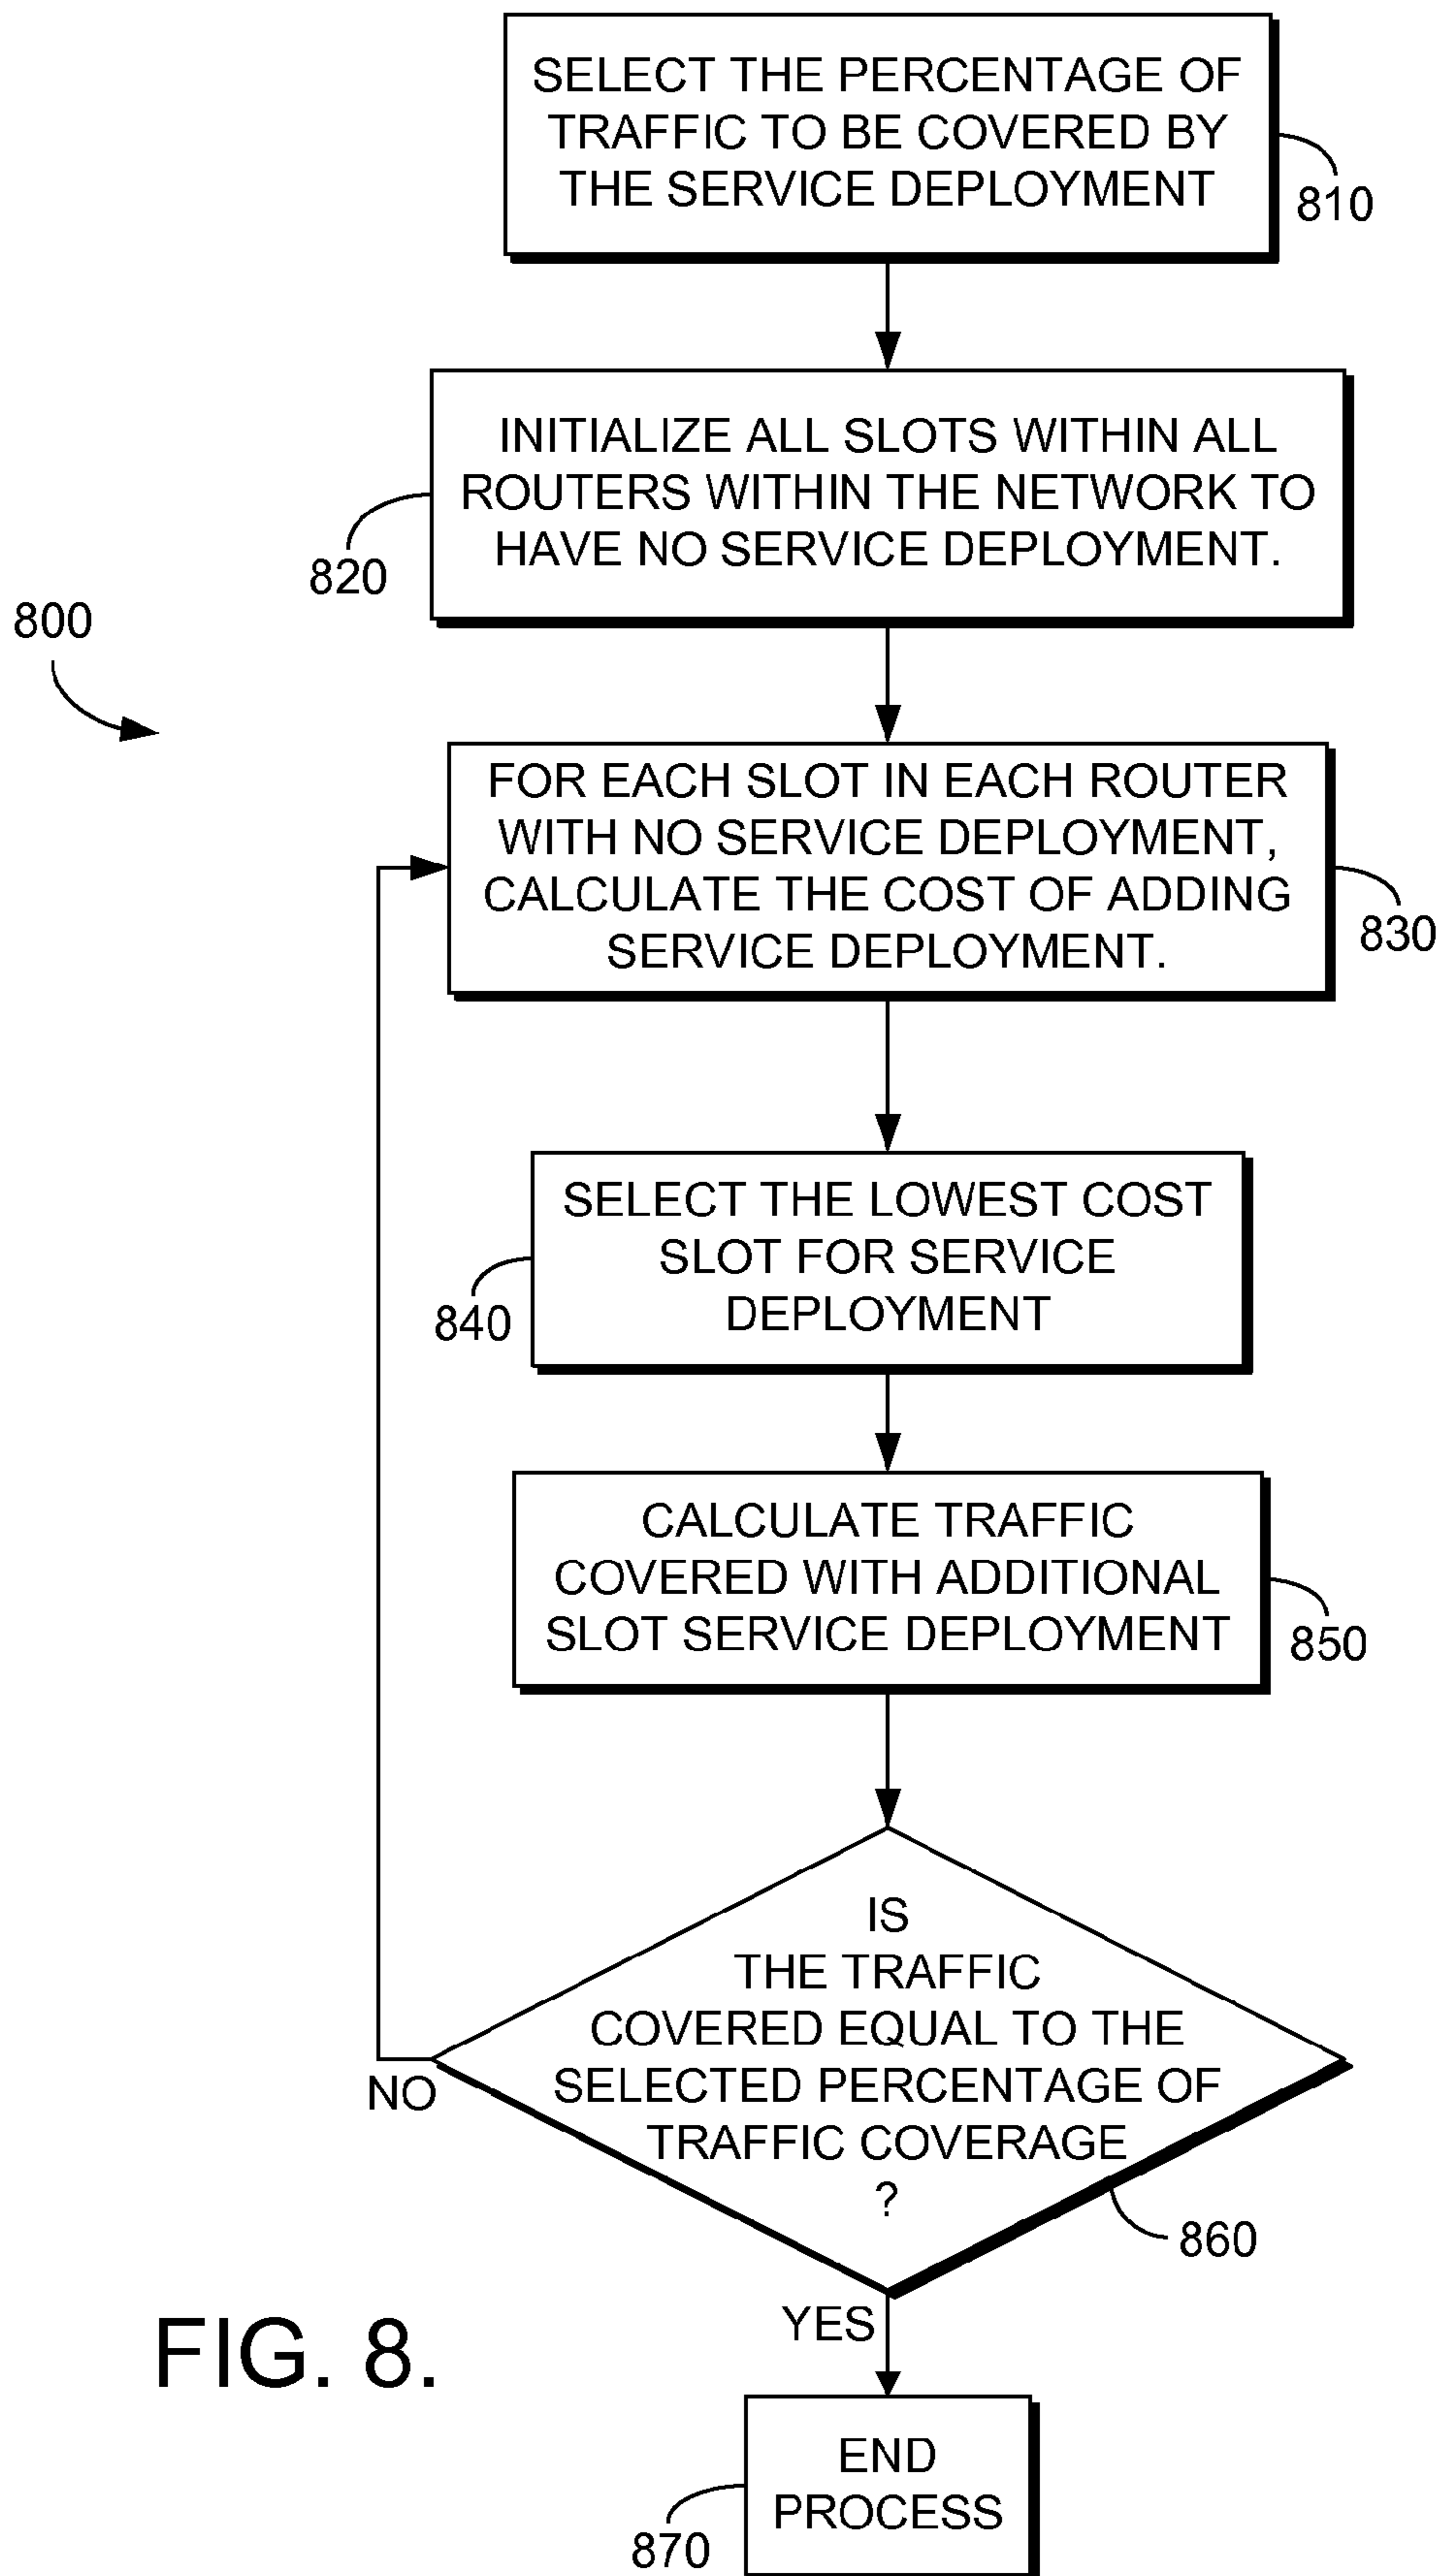 SELECT THE PERCENTAGE OF
TRAFFIC TO BE COVERED BY
THE SERVICE DEPLOYMENT
810
INITIALIZE ALL SLOTS WITHIN ALL
ROUTERS WITHIN THE NETWORK TO
HAVE NO SERVICE DEPLOYMENT.
820
800
FOR EACH SLOT IN EACH ROUTER
WITH NO SERVICE DEPLOYMENT,
CALCULATE THE COST OF ADDING
SERVICE DEPLOYMENT.
830
SELECT THE LOWEST COST
SLOT FOR SERVICE
DEPLOYMENT
840
CALCULATE TRAFFIC
COVERED WITH ADDITIONAL
SLOT SERVICE DEPLOYMENT
850
IS
THE TRAFFIC
COVERED EQUAL TO THE
SELECTED PERCENTAGE OF
TRAFFIC COVERAGE
?
NO
860
YES
FIG. 8.
END
PROCESS
870